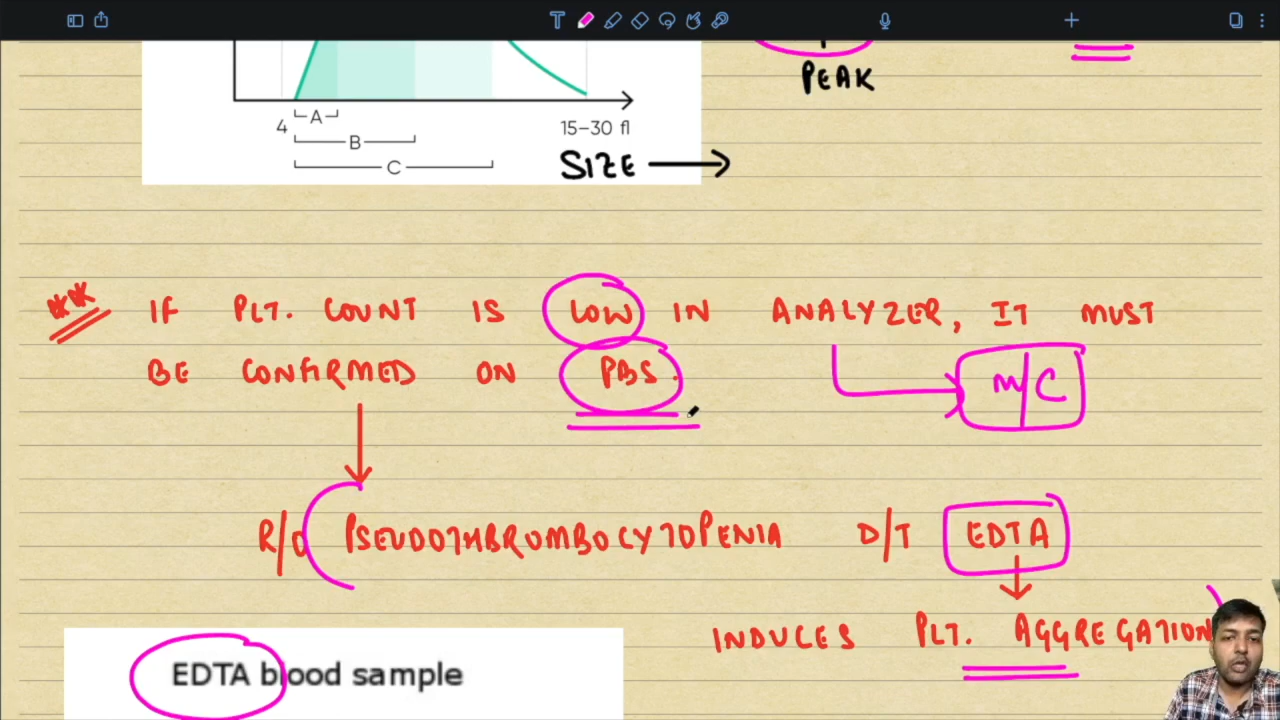 PEAK
A
4
15–30 fl
B
SIZE
C
IF PLT. COUNT IS LOW IN ANALYZER, IT MUST
BE CONFIRMED ON PBS.
M/C
R/O PSEUDOTHROMBOCYTOPENIA D/T EDTA
INDUCES PLT. AGGREGATION
EDTA blood sample